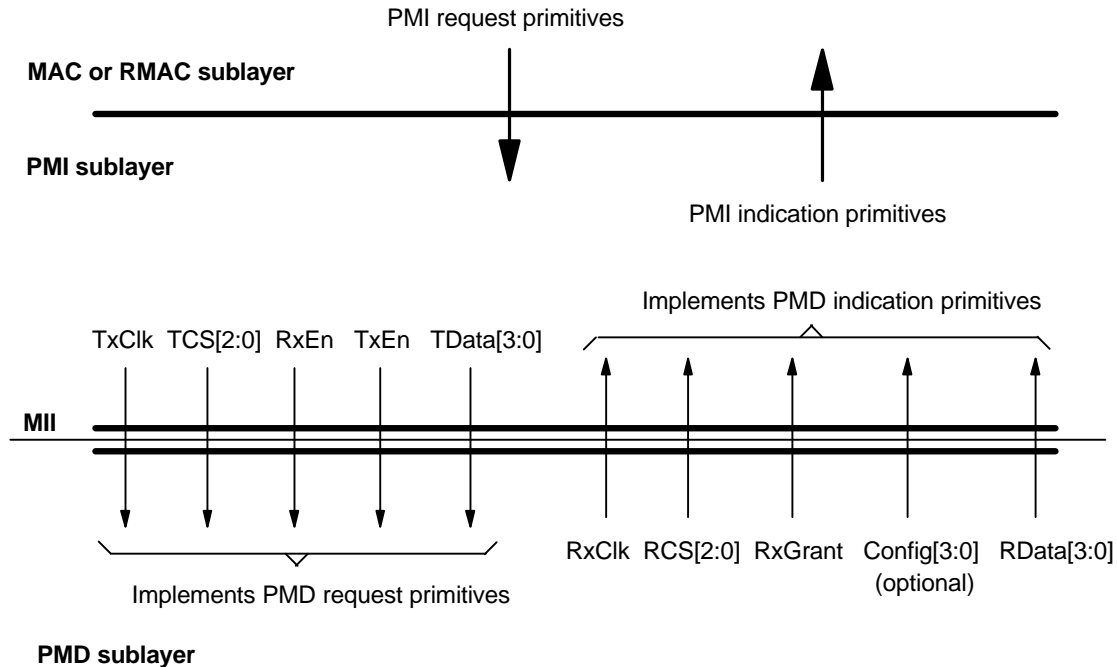 PMI request primitives
MAC or RMAC sublayer
PMI sublayer
PMI indication primitives
Implements PMD indication primitives
TxClk TCS[2:0] RxEn TxEn TData[3:0]
MII
RxClk RCS[2:0] RxGrant Config[3:0] RData[3:0]
(optional)
Implements PMD request primitives
PMD sublayer